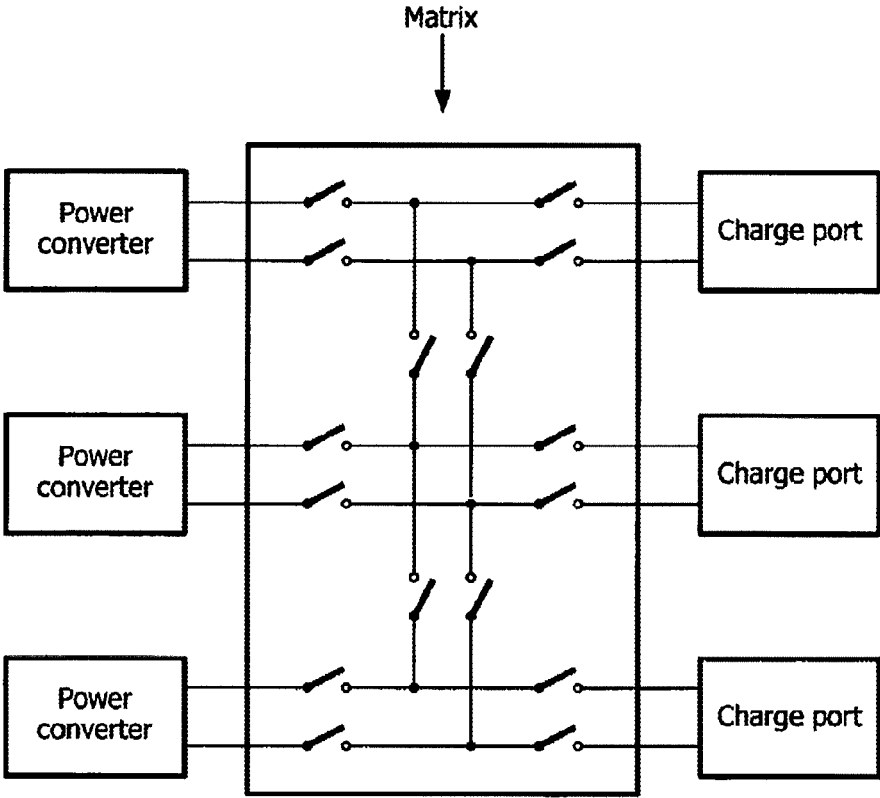 Matrix
Power
converter
Charge port
Power
converter
Charge port
Power
converter
Charge port